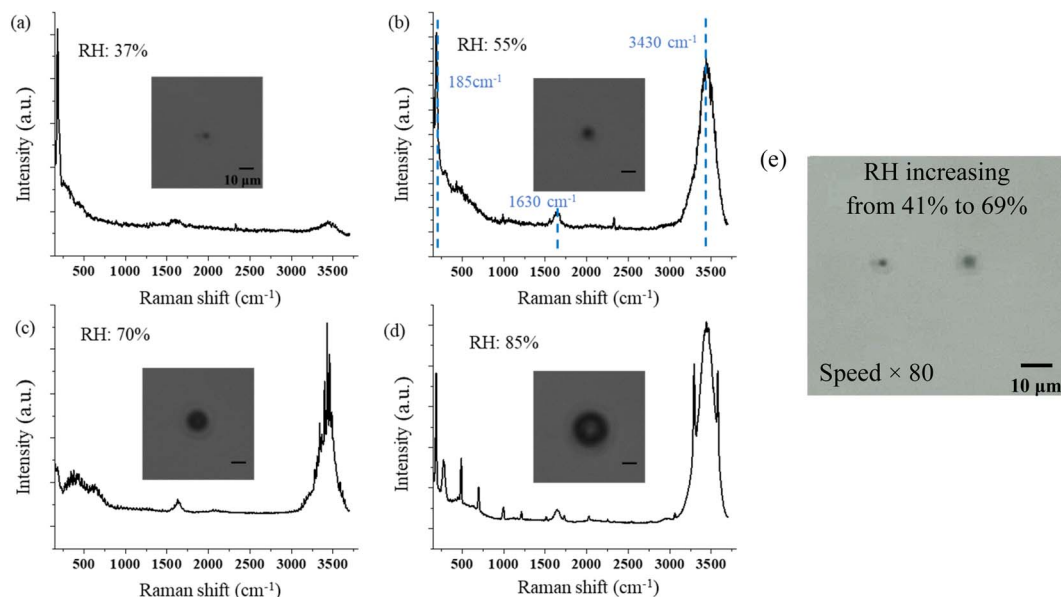 (a)
RH: 37%
10 µm
Intensity (a.u.)
500 1000 1500 2000 2500 3000 3500
Raman shift (cm⁻¹)
(b)
RH: 55%
185cm⁻¹
3430 cm⁻¹
1630 cm⁻¹
Intensity (a.u.)
500 1000 1500 2000 2500 3000 3500
Raman shift (cm⁻¹)
(c)
RH: 70%
Intensity (a.u.)
500 1000 1500 2000 2500 3000 3500
Raman shift (cm⁻¹)
(d)
RH: 85%
Intensity (a.u.)
500 1000 1500 2000 2500 3000 3500
Raman shift (cm⁻¹)
(e)
RH increasing
from 41% to 69%
Speed × 80
10 µm